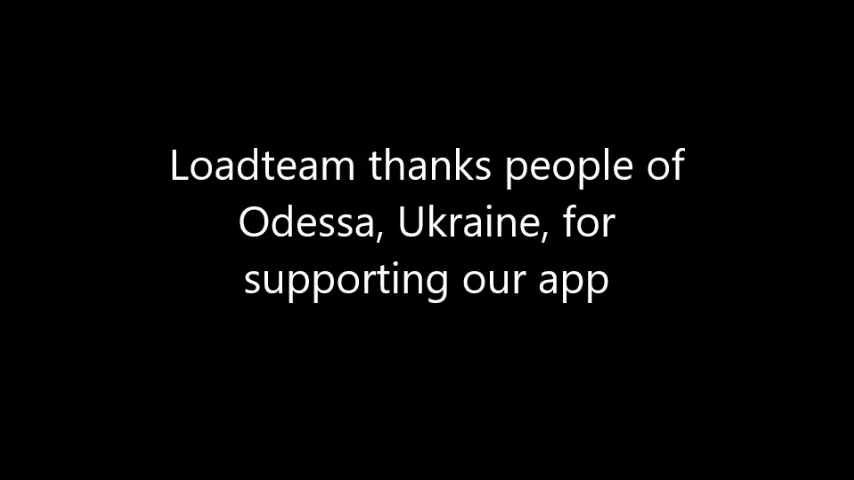 Loadteam thanks people of
Odessa, Ukraine, for
supporting our app